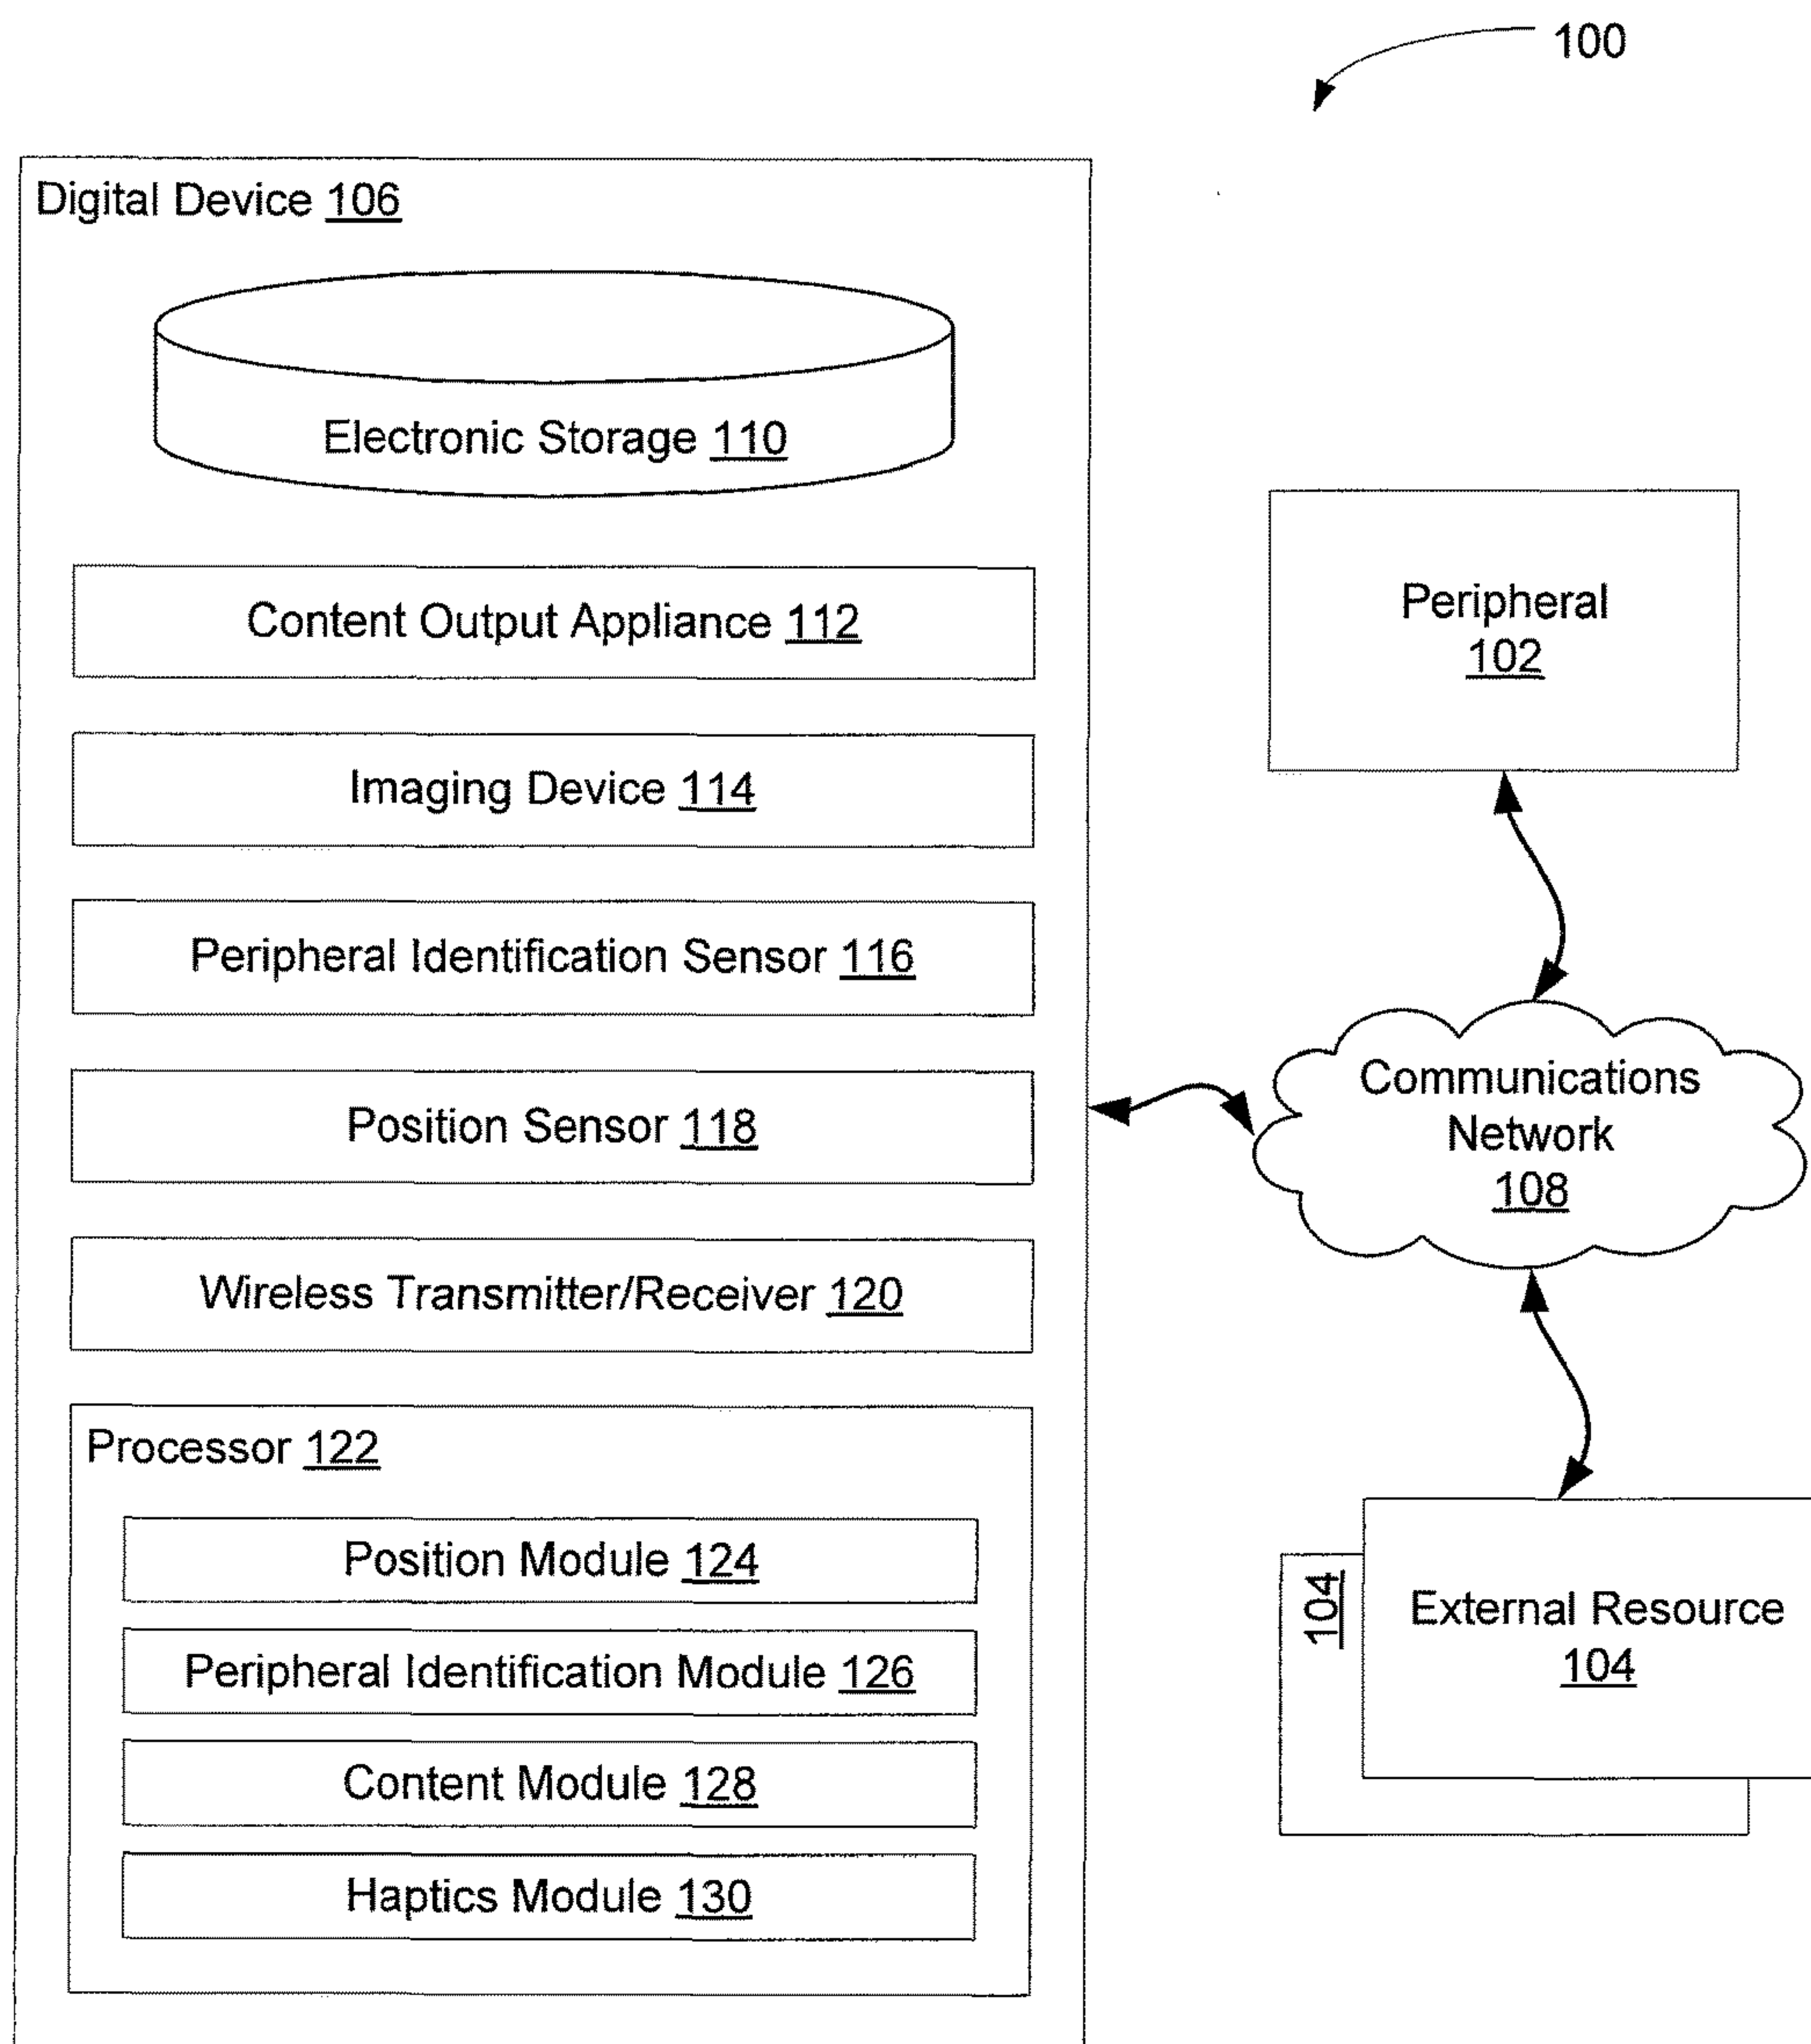 100
Digital Device 106
Electronic Storage 110
Content Output Appliance 112
Imaging Device 114
Peripheral Identification Sensor 116
Position Sensor 118
Wireless Transmitter/Receiver 120
Processor 122
Position Module 124
Peripheral Identification Module 126
Content Module 128
Haptics Module 130
Peripheral
102
Communications
Network
108
104
External Resource
104